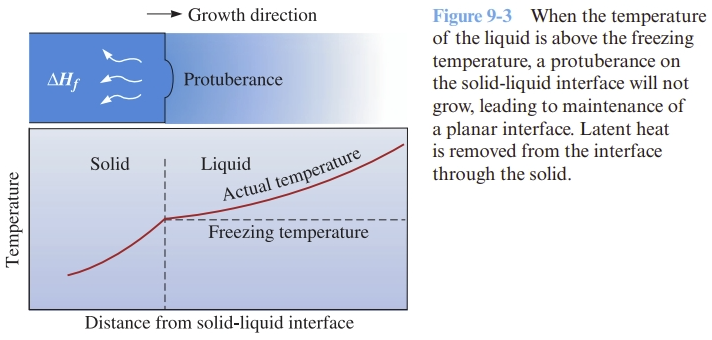 Growth direction
ΔHf
Protuberance
Solid
Liquid
Actual temperature
Freezing temperature
Temperature
Distance from solid-liquid interface
Figure 9-3 When the temperature
of the liquid is above the freezing
temperature, a protuberance on
the solid-liquid interface will not
grow, leading to maintenance of
a planar interface. Latent heat
is removed from the interface
through the solid.